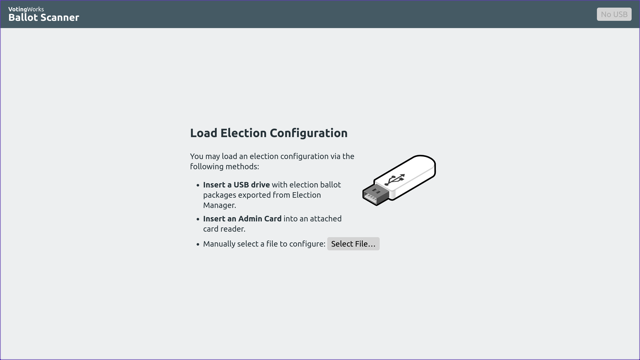 VotingWorks
Ballot Scanner
No USB
Load Election Configuration
You may load an election configuration via the
following methods:
• Insert a USB drive with election ballot
packages exported from Election
Manager.
• Insert an Admin Card into an attached
card reader.
• Manually select a file to configure: Select File...